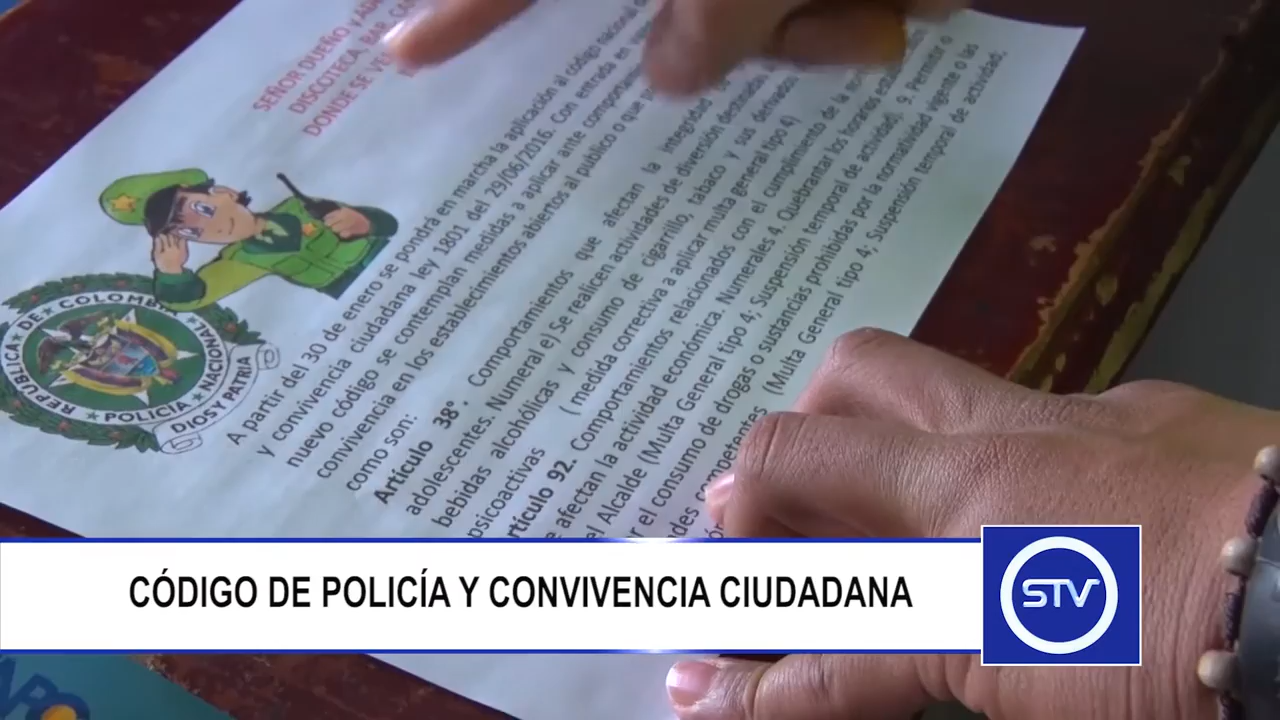 SEÑOR DUEÑO y
DISCOTECA, BAR,
DONDE SE
REPUBLICA DE COLOMBIA
POLICÍA NACIONAL
DIOS Y PATRIA
A partir del 30 de enero se pondrá en marcha la aplicación al código nacional de
y convivencia ciudadana ley 1801 del 29/06/2016. Con entrada en
nuevo código se contemplan medidas a aplicar ante
convivencia en los establecimientos abiertos al publico o que
como son:
Artículo 38°. Comportamientos que afectan la integridad
adolescentes. Numeral e) Se realicen actividades de diversión
bebidas alcohólicas y consumo de cigarrillo, tabaco y sus derivados
psicoactivas ( medida correctiva a aplicar multa general tipo 4)
Artículo 92. Comportamientos relacionados con el cumplimiento de la
afectan la actividad económica. Numerales 4, Quebrantar los horarios
el Alcalde (Multa General tipo 4; Suspensión temporal de actividad). 9. Permitir o
el consumo de drogas o sustancias prohibidas por la normatividad vigente o las
competentes (Multa General tipo 4; Suspensión temporal de actividad;
CÓDIGO DE POLICÍA Y CONVIVENCIA CIUDADANA
STV